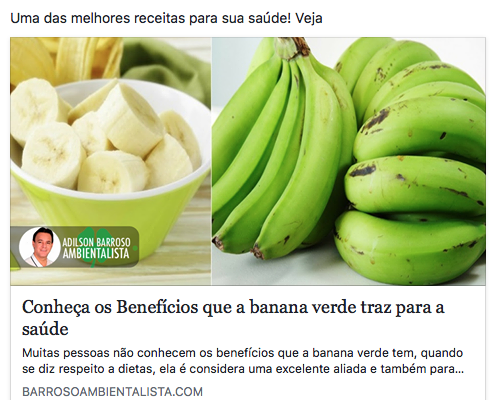 Uma das melhores receitas para sua saúde! Veja
ADILSON BARROSO
AMBIENTALISTA
Conheça os Benefícios que a banana verde traz para a
saúde
Muitas pessoas não conhecem os benefícios que a banana verde tem, quando
se diz respeito a dietas, ela é considera uma excelente aliada e também para...
BARROSOAMBIENTALISTA.COM